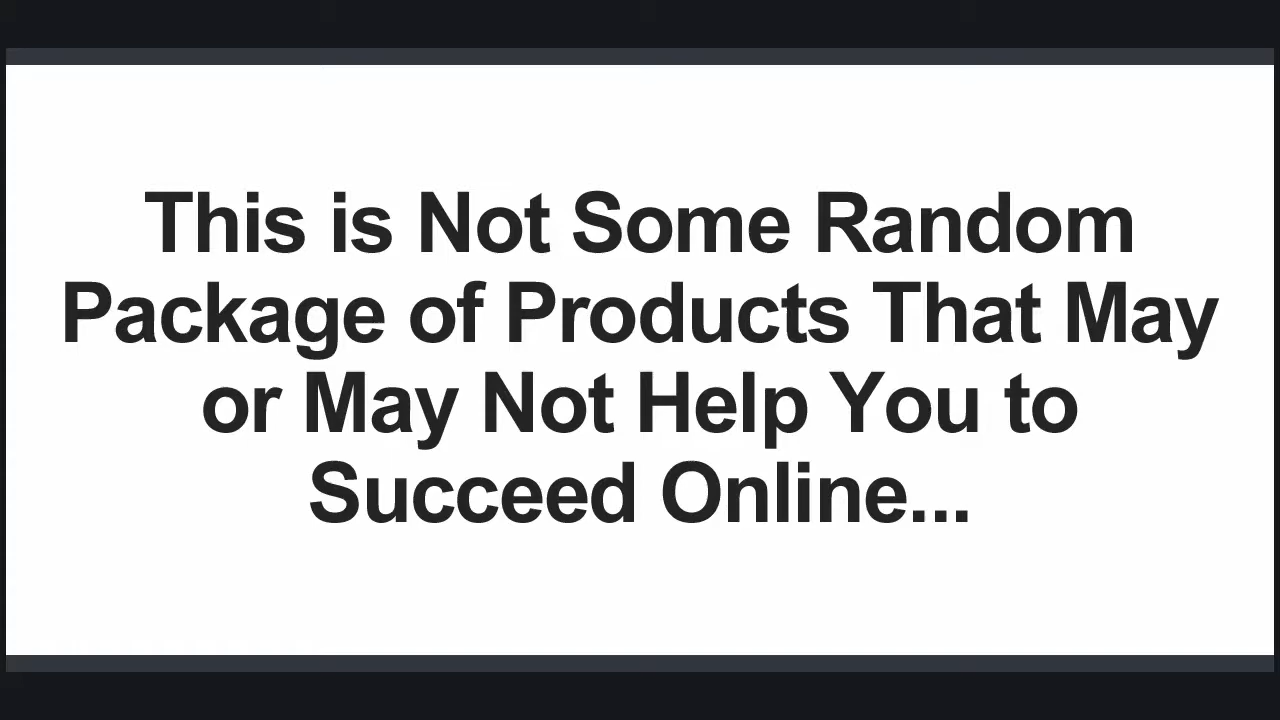 This is Not Some Random
Package of Products That May
or May Not Help You to
Succeed Online...